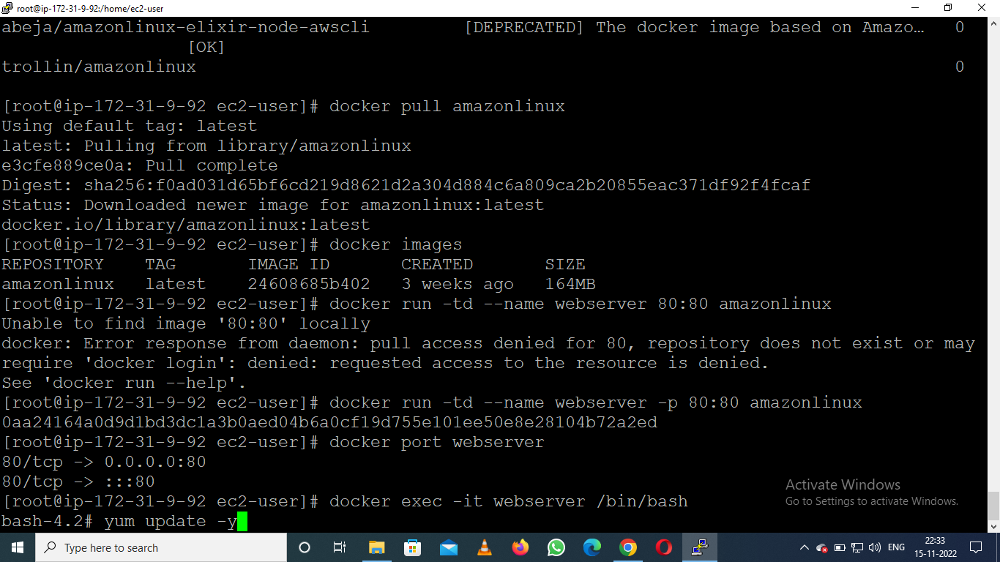 root@ip-172-31-9-92:/home/ec2-user
abeja/amazonlinux-elixir-node-awscli [DEPRECATED] The docker image based on Amazo… 0
[OK]
trollin/amazonlinux 0
[root@ip-172-31-9-92 ec2-user]# docker pull amazonlinux
Using default tag: latest
latest: Pulling from library/amazonlinux
e3cfe889ce0a: Pull complete
Digest: sha256:f0ad031d65bf6cd219d8621d2a304d884c6a809ca2b20855eac371df92f4fcaf
Status: Downloaded newer image for amazonlinux:latest
docker.io/library/amazonlinux:latest
[root@ip-172-31-9-92 ec2-user]# docker images
REPOSITORY TAG IMAGE ID CREATED SIZE
amazonlinux latest 24608685b402 3 weeks ago 164MB
[root@ip-172-31-9-92 ec2-user]# docker run -td --name webserver 80:80 amazonlinux
Unable to find image '80:80' locally
docker: Error response from daemon: pull access denied for 80, repository does not exist or may
require 'docker login': denied: requested access to the resource is denied.
See 'docker run --help'.
[root@ip-172-31-9-92 ec2-user]# docker run -td --name webserver -p 80:80 amazonlinux
0aa24164a0d9d1bd3dc1a3b0aed04b6a0cf19d755e101ee50e8e28104b72a2ed
[root@ip-172-31-9-92 ec2-user]# docker port webserver
80/tcp -> 0.0.0.0:80
80/tcp -> :::80
[root@ip-172-31-9-92 ec2-user]# docker exec -it webserver /bin/bash
bash-4.2# yum update -y
Activate Windows
Go to Settings to activate Windows.
Type here to search
ENG
22:33
15-11-2022